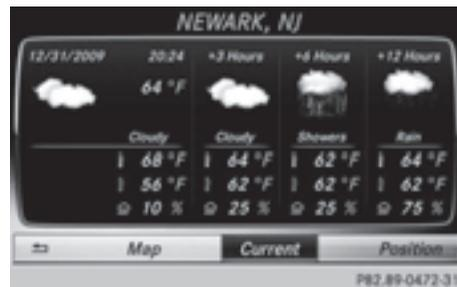 NEWARK, NJ
12/31/2009 20:24 +3 Hours +6 Hours +12 Hours
64 °F
Cloudy Cloudy Showers Rain
68 °F 64 °F 62 °F 64 °F
56 °F 62 °F 62 °F 62 °F
10 % 25 % 25 % 75 %
Map Current Position
P82.89-0472-31